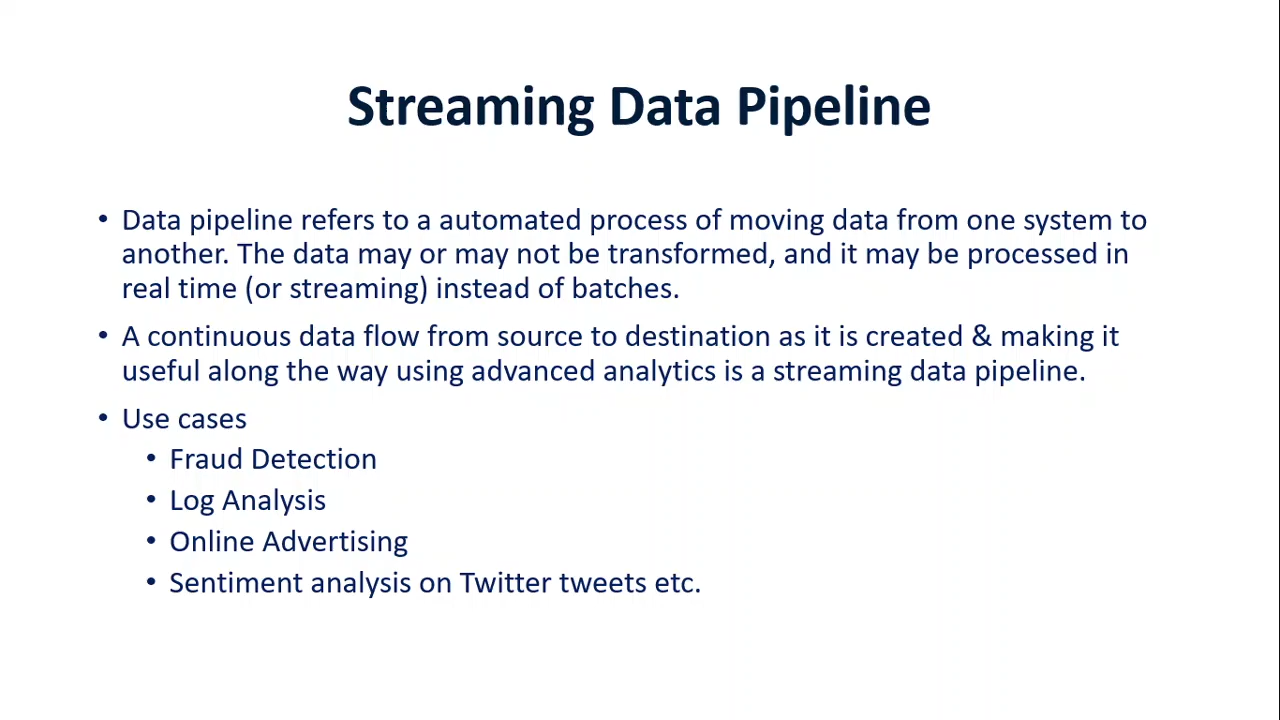 Streaming Data Pipeline
• Data pipeline refers to a automated process of moving data from one system to
another. The data may or may not be transformed, and it may be processed in
real time (or streaming) instead of batches.
• A continuous data flow from source to destination as it is created & making it
useful along the way using advanced analytics is a streaming data pipeline.
• Use cases
• Fraud Detection
• Log Analysis
• Online Advertising
• Sentiment analysis on Twitter tweets etc.